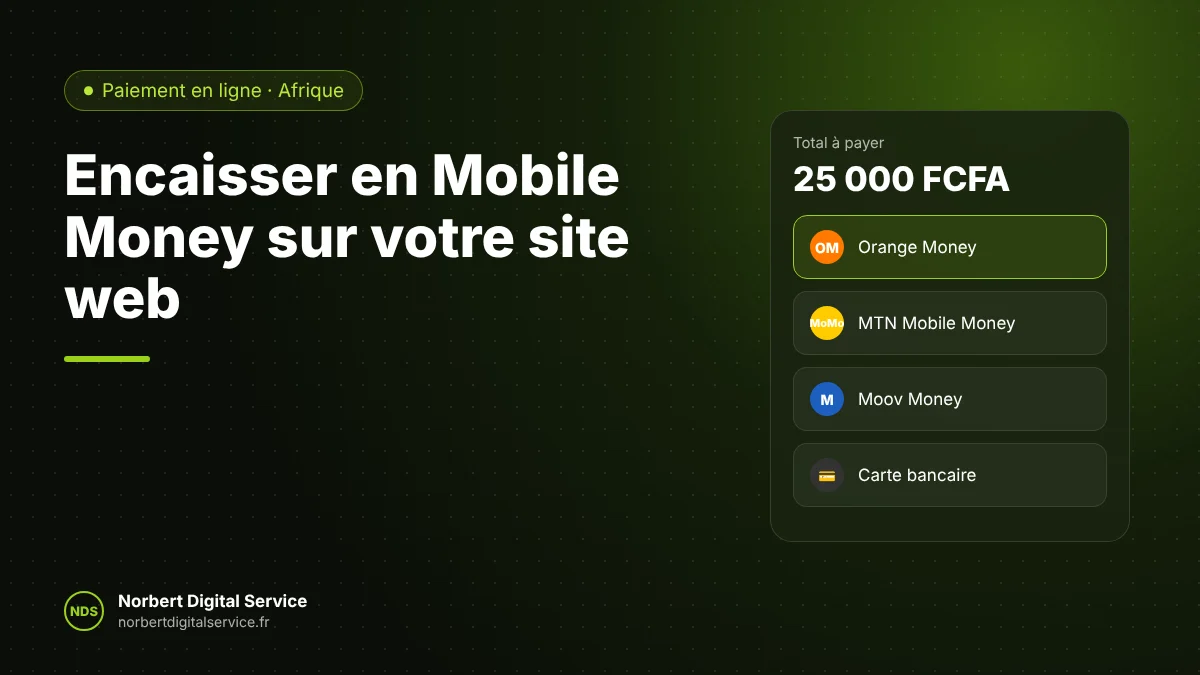 Paiement en ligne · Afrique
Encaisser en Mobile
Money sur votre site
web
Total à payer
25 000 FCFA
OM Orange Money
MoMo MTN Mobile Money
M Moov Money
Carte bancaire
NDS
Norbert Digital Service
norbertdigitalservice.fr